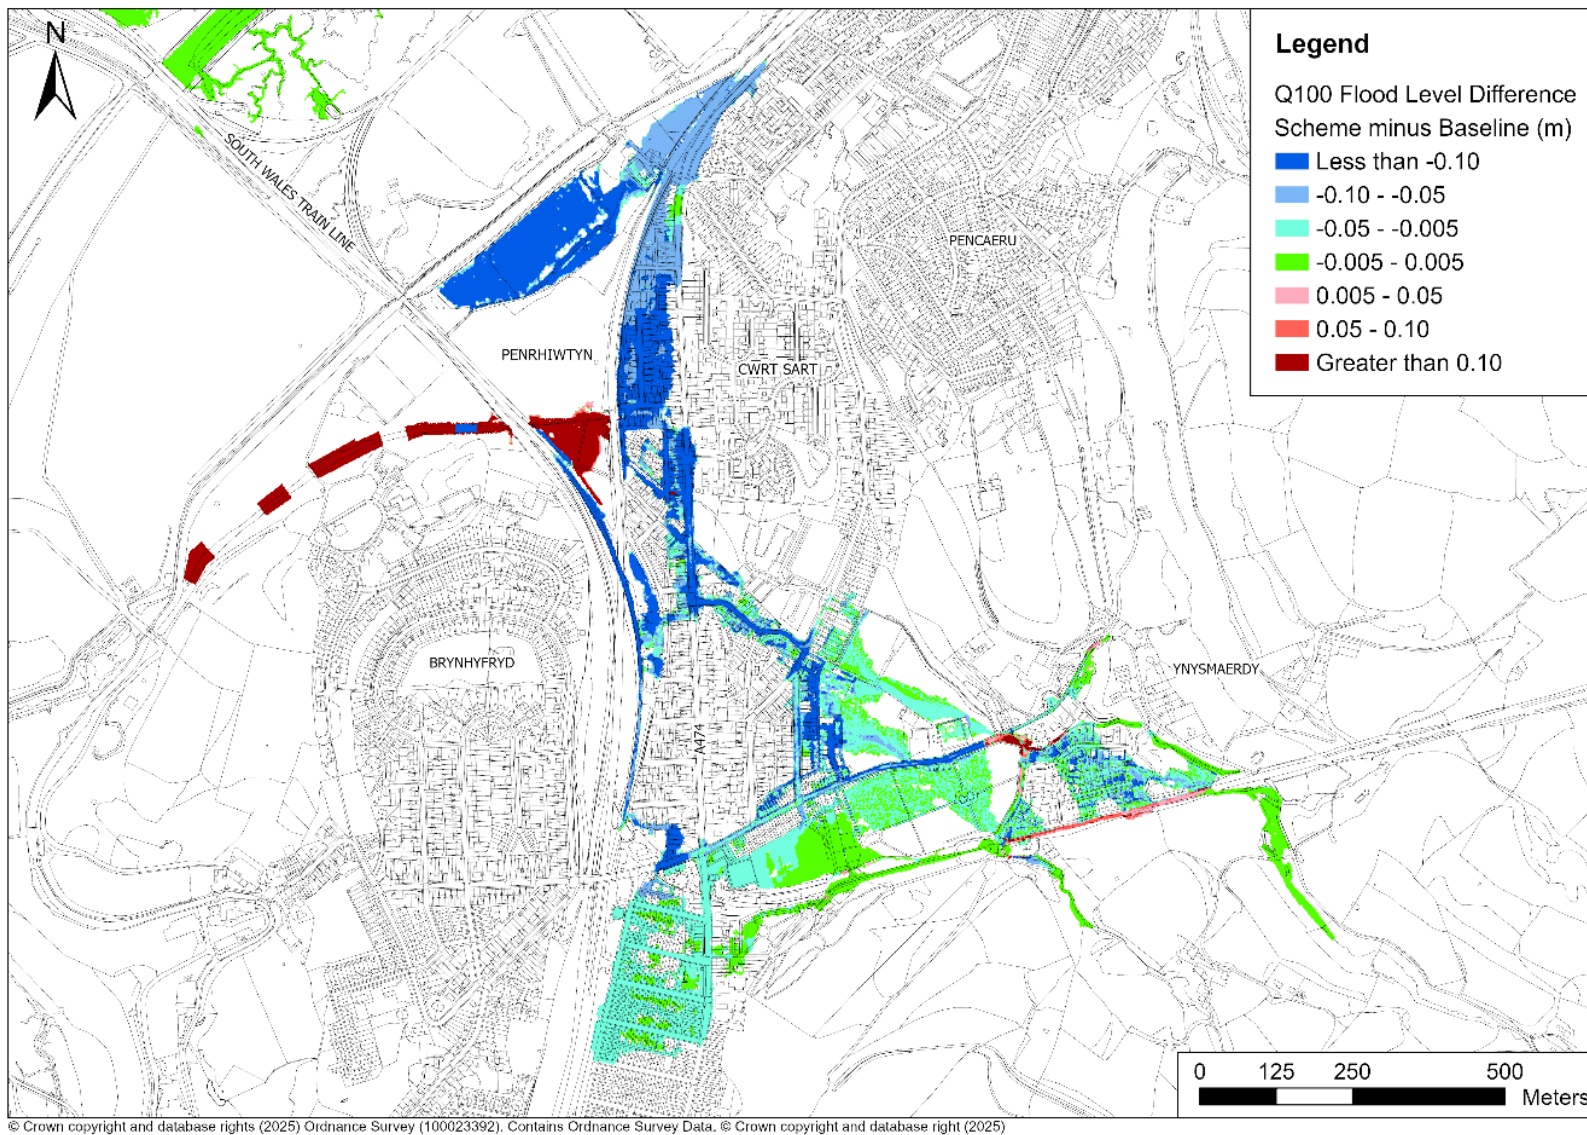 N
Legend
Q100 Flood Level Difference
Scheme minus Baseline (m)
Less than -0.10
-0.10 - -0.05
-0.05 - -0.005
-0.005 - 0.005
0.005 - 0.05
0.05 - 0.10
Greater than 0.10
SOUTH WALES TRAIN LINE
PENCAERU
PENRHIWTYN
CWRT SART
BRYNHYFRYD
YNYSMAERDY
A474
0 125 250 500
Meters
© Crown copyright and database rights (2025) Ordnance Survey (100023392). Contains Ordnance Survey Data, © Crown copyright and database right (2025)